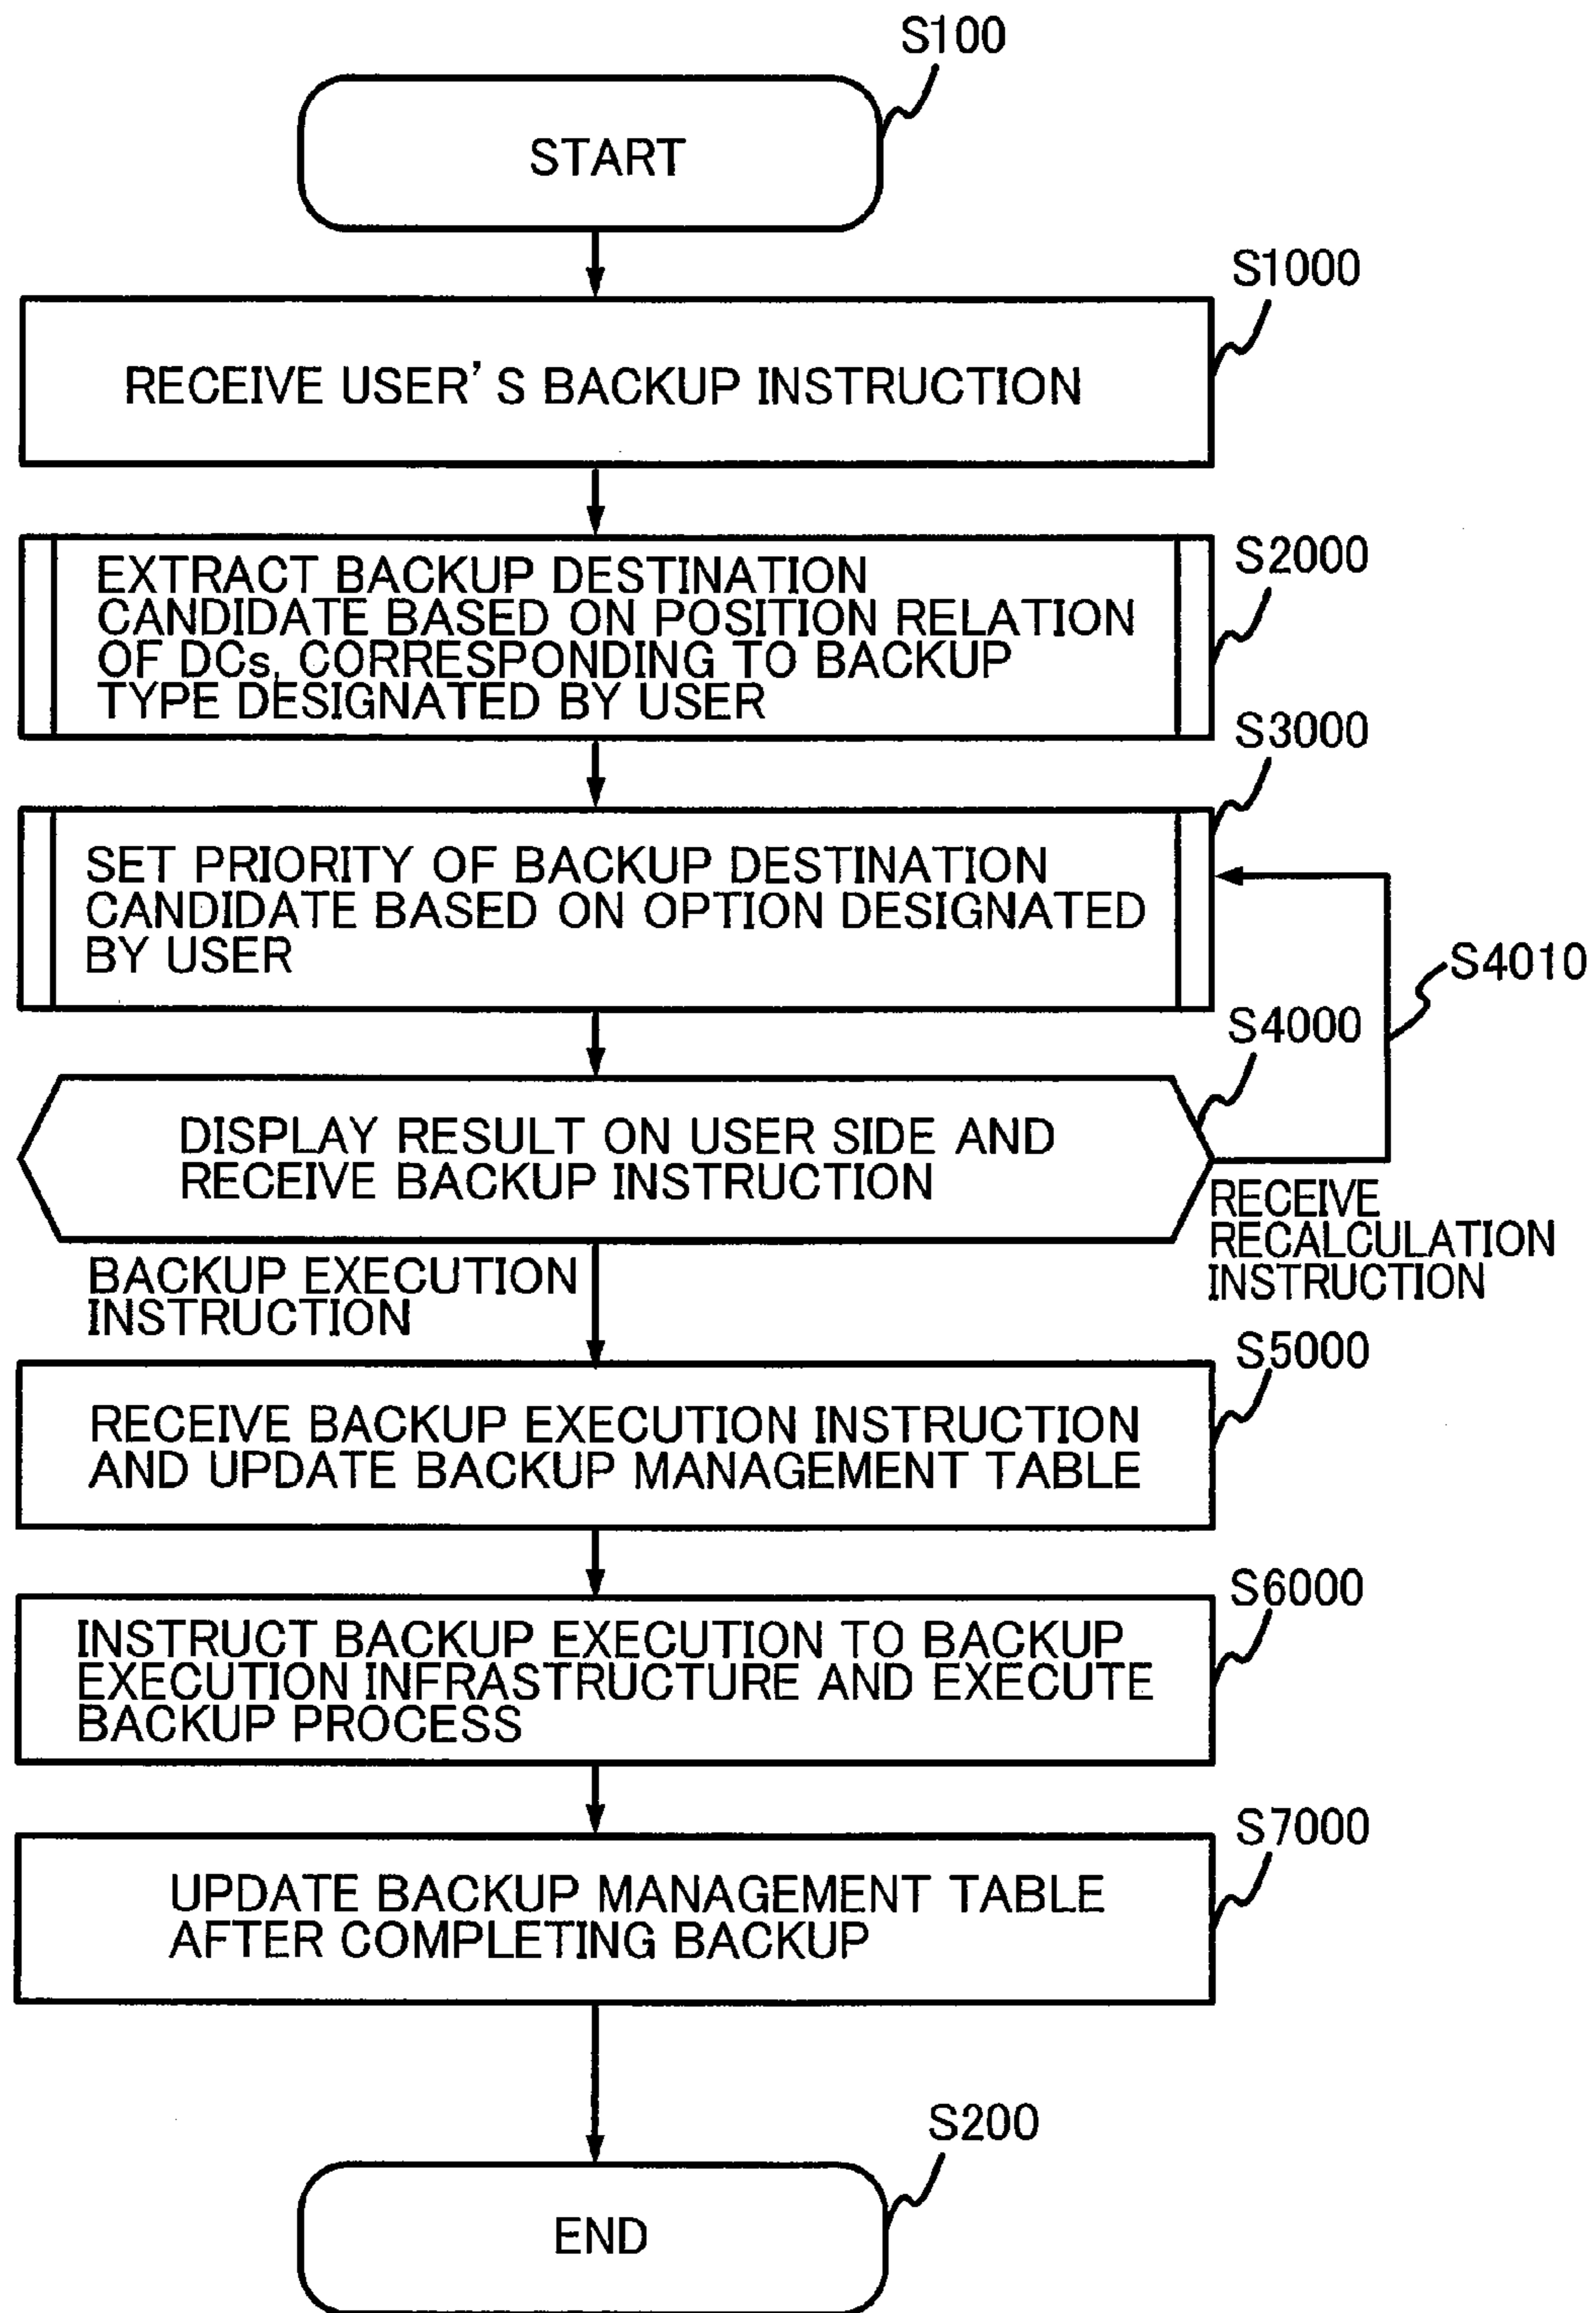 S100
START
S1000
RECEIVE USER'S BACKUP INSTRUCTION
S2000
EXTRACT BACKUP DESTINATION
CANDIDATE BASED ON POSITION RELATION
OF DCs, CORRESPONDING TO BACKUP
TYPE DESIGNATED BY USER
S3000
SET PRIORITY OF BACKUP DESTINATION
CANDIDATE BASED ON OPTION DESIGNATED
BY USER
S4010
S4000
DISPLAY RESULT ON USER SIDE AND
RECEIVE BACKUP INSTRUCTION
RECEIVE
RECALCULATION
INSTRUCTION
BACKUP EXECUTION
INSTRUCTION
S5000
RECEIVE BACKUP EXECUTION INSTRUCTION
AND UPDATE BACKUP MANAGEMENT TABLE
S6000
INSTRUCT BACKUP EXECUTION TO BACKUP
EXECUTION INFRASTRUCTURE AND EXECUTE
BACKUP PROCESS
S7000
UPDATE BACKUP MANAGEMENT TABLE
AFTER COMPLETING BACKUP
S200
END